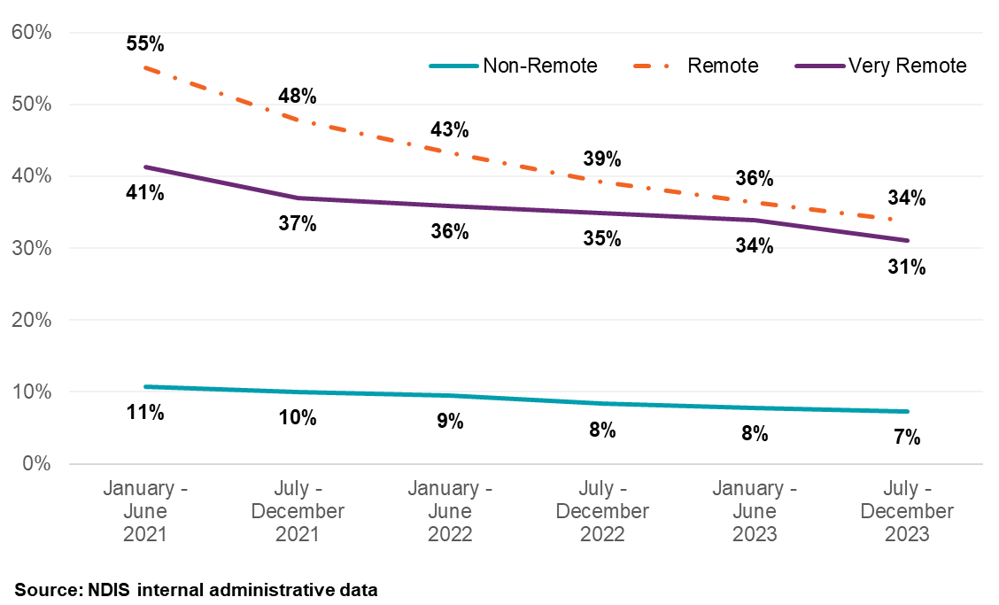 60%
50%
40%
30%
20%
10%
0%
Non-Remote
Remote
Very Remote
55%
48%
43%
39%
36%
34%
41%
37%
36%
35%
34%
31%
11%
10%
9%
8%
8%
7%
January -
June
2021
July -
December
2021
January -
June
2022
July -
December
2022
January -
June
2023
July -
December
2023
Source: NDIS internal administrative data